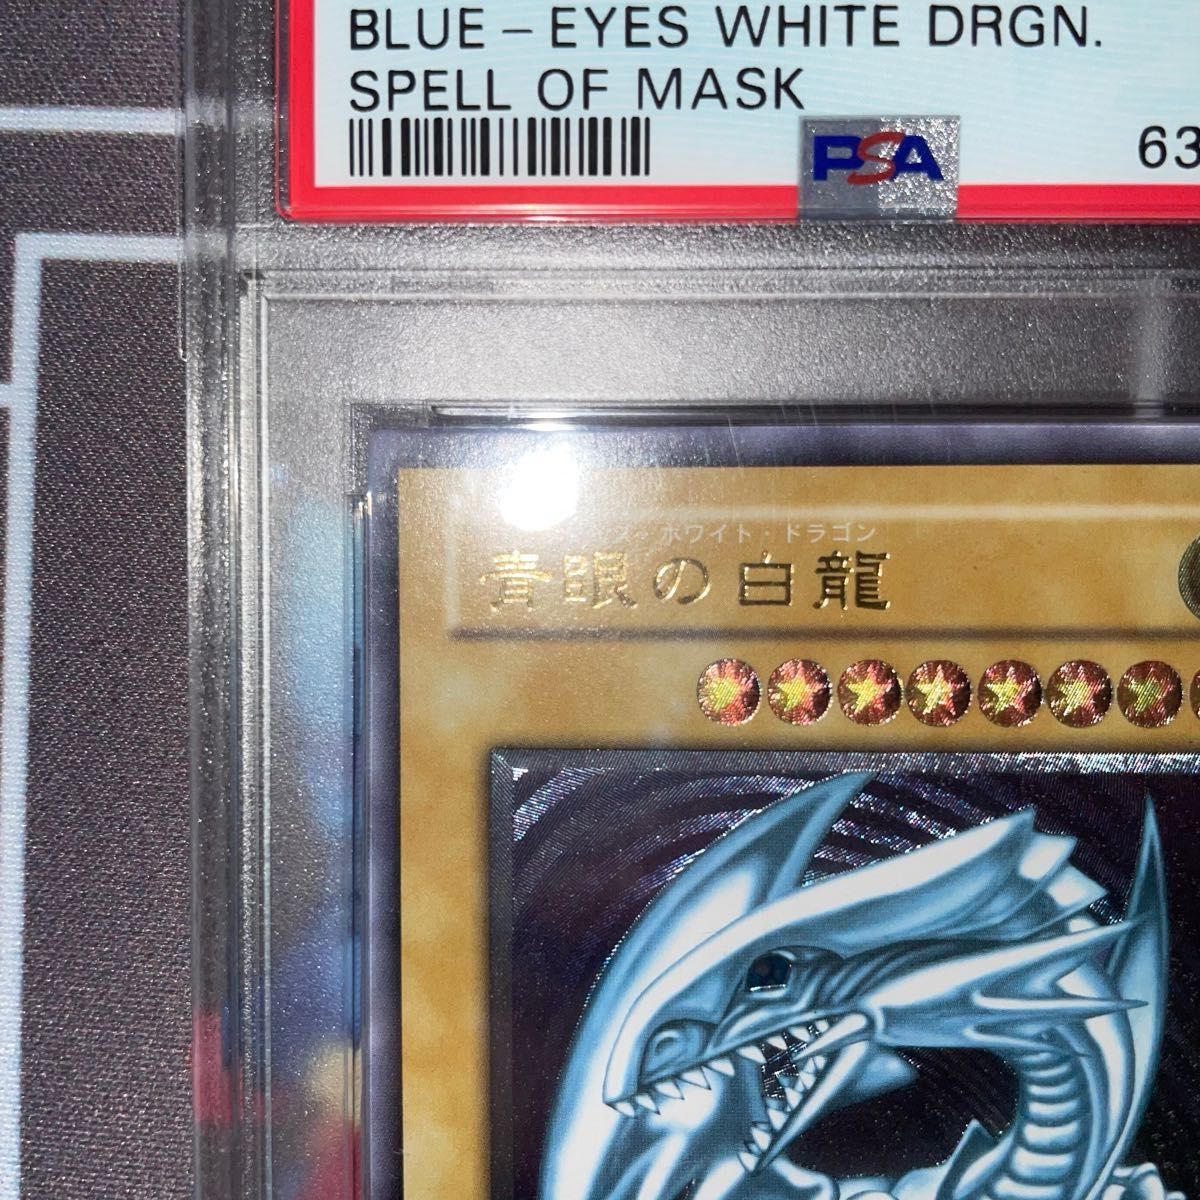 BLUE-EYES WHITE DRGN.
SPELL OF MASK
PSA
63
ホワイト・ドラゴン
青眼の白龍